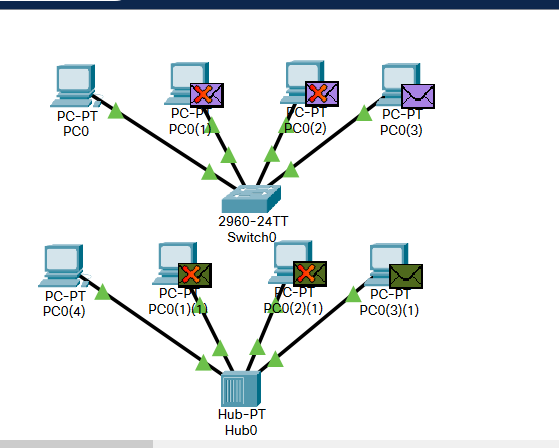 PC-PT
PC0
PC-PT
PC0(1)
PC-PT
PC0(2)
PC-PT
PC0(3)
2960-24TT
Switch0
PC-PT
PC0(4)
PC-PT
PC0(1)(1)
PC-PT
PC0(2)(1)
PC-PT
PC0(3)(1)
Hub-PT
Hub0